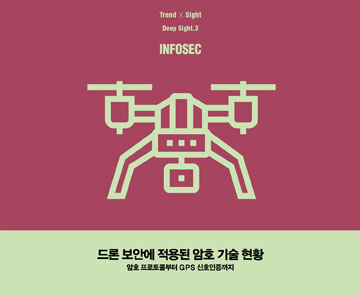 Trend X Sight
Deep Sight.3
INFOSEC
드론 보안에 적용된 암호 기술 현황
암호 프로토콜부터 GPS 신호인증까지